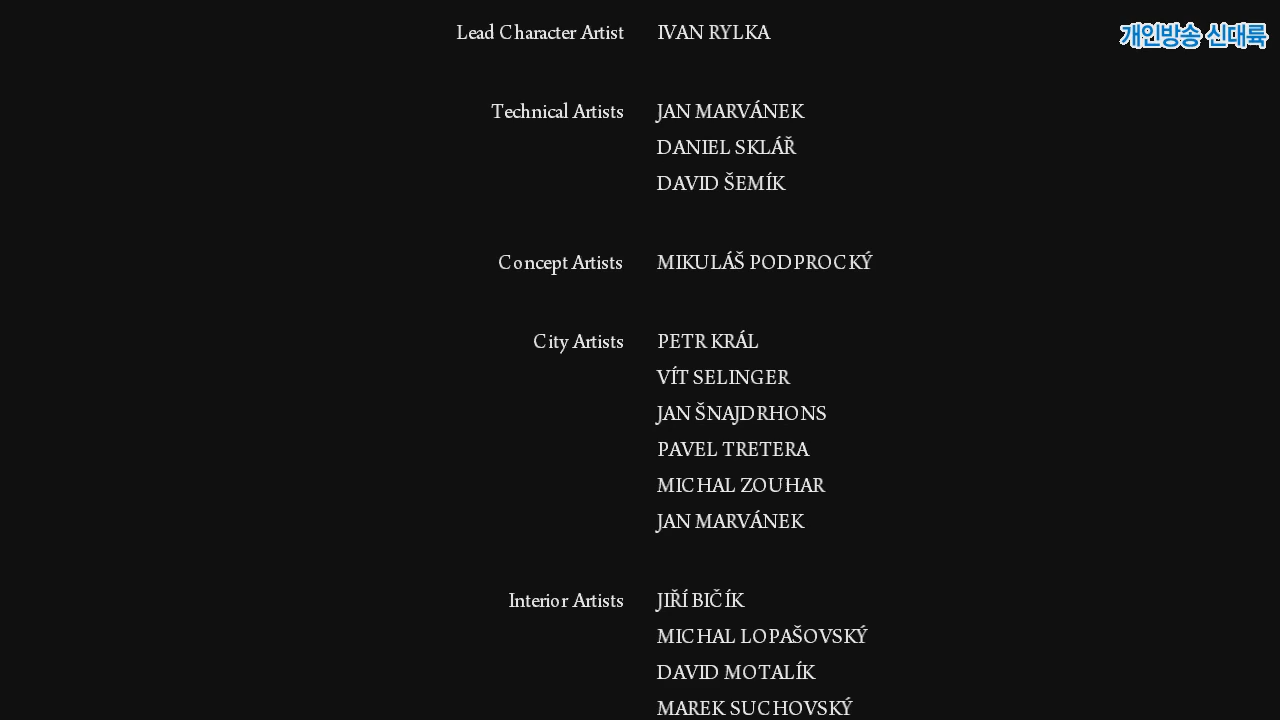 Lead Character Artist IVAN RYLKA
개인방송 신대륙
Technical Artists JAN MARVÁNEK
DANIEL SKLÁŘ
DAVID ŠEMÍK
Concept Artists MIKULÁŠ PODPROCKÝ
City Artists PETR KRÁL
VÍT SELINGER
JAN ŠNAJDRHONS
PAVEL TRETERA
MICHAL ZOUHAR
JAN MARVÁNEK
Interior Artists JIŘÍ BIČÍK
MICHAL LOPAŠOVSKÝ
DAVID MOTALÍK
MAREK SUCHOVSKÝ